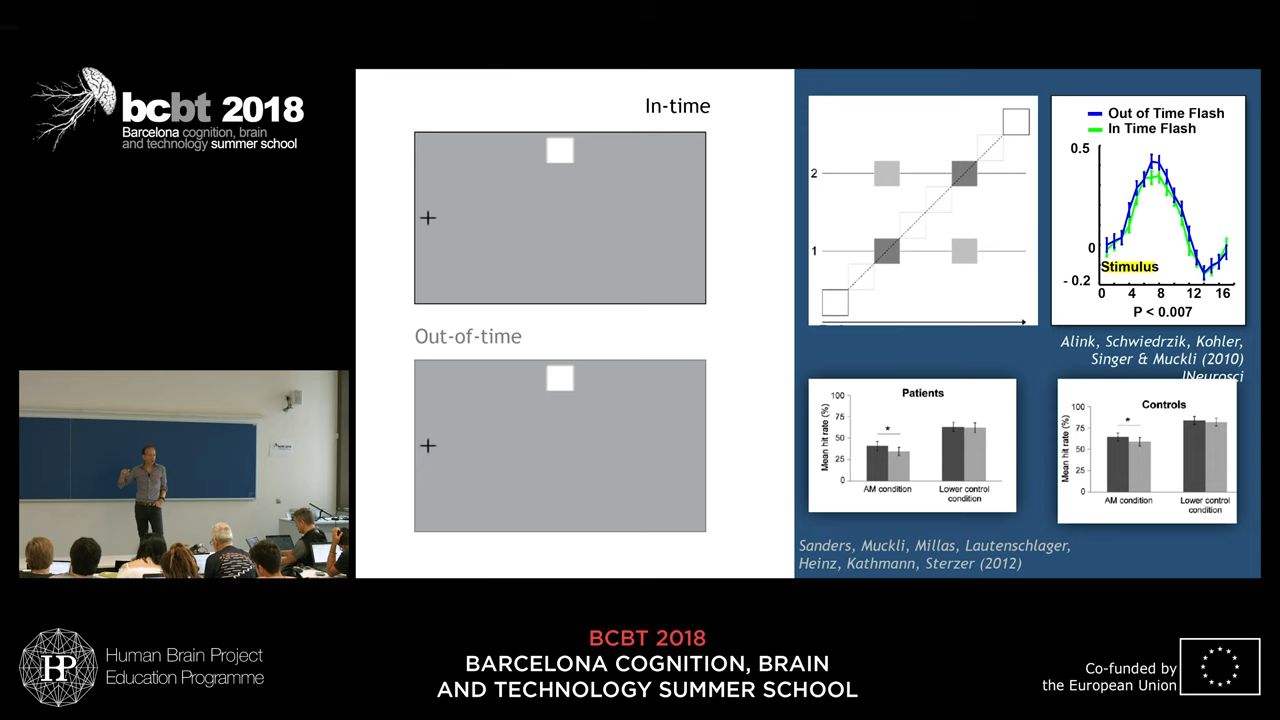 bcbt 2018
Barcelona cognition, brain
and technology summer school
In-time
Out-of-time
2
1
Out of Time Flash
In Time Flash
0.5
0
- 0.2
Stimulus
0 4 8 12 16
P < 0.007
Alink, Schwiedrzik, Kohler,
Singer & Muckli (2010)
JNeurosci
Patients
Mean hit rate (%)
100
75
50
25
0
*
AM condition
Lower control
condition
Controls
Mean hit rate (%)
100
75
50
25
0
*
AM condition
Lower control
condition
Sanders, Muckli, Millas, Lautenschlager,
Heinz, Kathmann, Sterzer (2012)
HP
Human Brain Project
Education Programme
BCBT 2018
BARCELONA COGNITION, BRAIN
AND TECHNOLOGY SUMMER SCHOOL
Co-funded by
the European Union